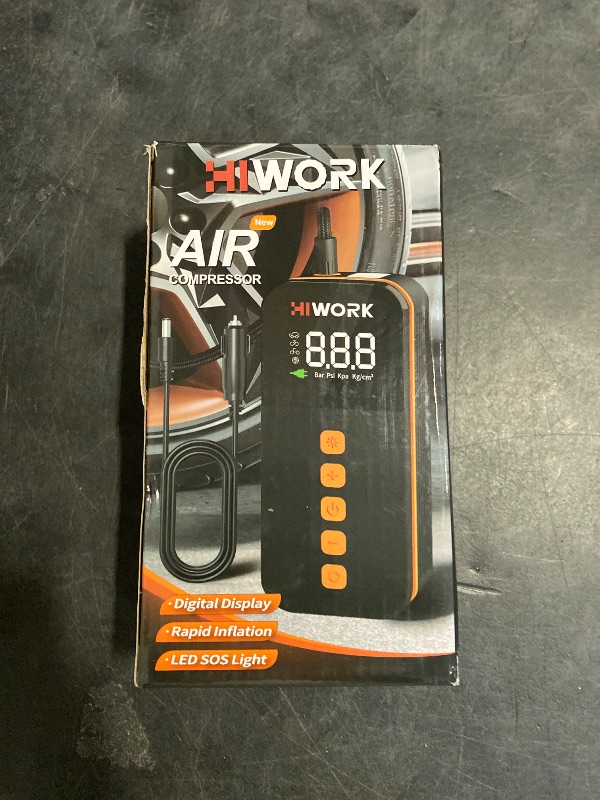 HIWORK
New
AIR
COMPRESSOR
HIWORK
8.8.8
Bar Psi Kpa Kg/cm²
· Digital Display
· Rapid Inflation
· LED SOS Light